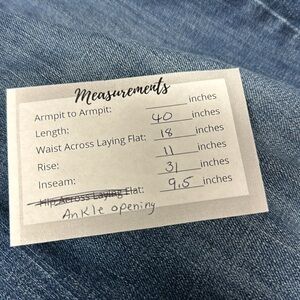 Measurements
Armpit to Armpit: ______ inches
Length: 40 inches
Waist Across Laying Flat: 18 inches
Rise: 11 inches
Inseam: 31 inches
Hip Across Laying Flat: 9.5 inches
Ankle opening